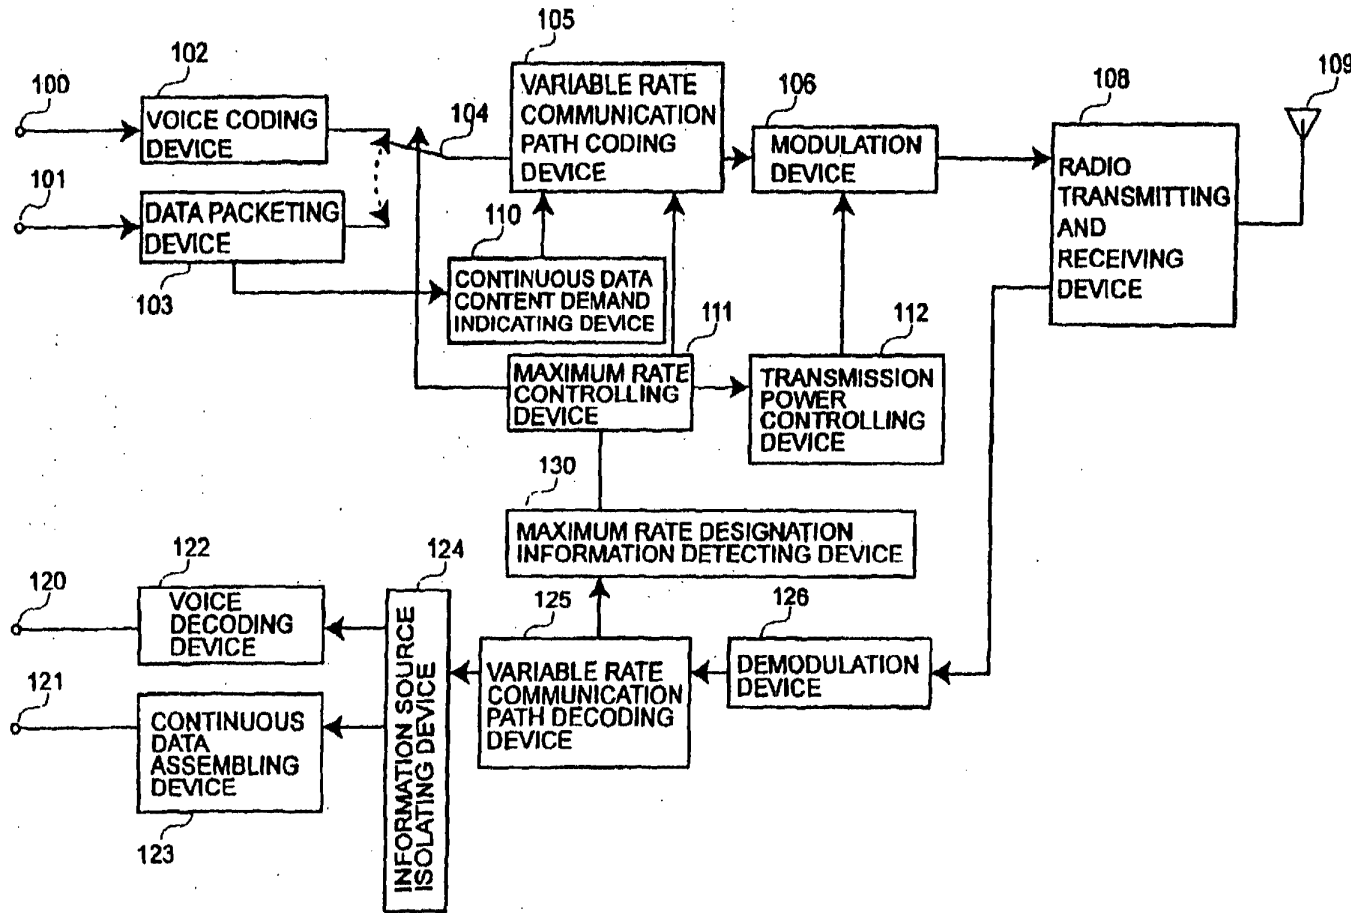 100
102
VOICE CODING
DEVICE
101
DATA PACKETING
DEVICE
103
104
105
VARIABLE RATE
COMMUNICATION
PATH CODING
DEVICE
106
MODULATION
DEVICE
108
RADIO
TRANSMITTING
AND
RECEIVING
DEVICE
109
110
CONTINUOUS DATA
CONTENT DEMAND
INDICATING DEVICE
111
MAXIMUM RATE
CONTROLLING
DEVICE
112
TRANSMISSION
POWER
CONTROLLING
DEVICE
130
MAXIMUM RATE DESIGNATION
INFORMATION DETECTING DEVICE
120
122
VOICE
DECODING
DEVICE
121
CONTINUOUS
DATA
ASSEMBLING
DEVICE
123
124
INFORMATION SOURCE
ISOLATING DEVICE
125
VARIABLE RATE
COMMUNICATION
PATH DECODING
DEVICE
126
DEMODULATION
DEVICE